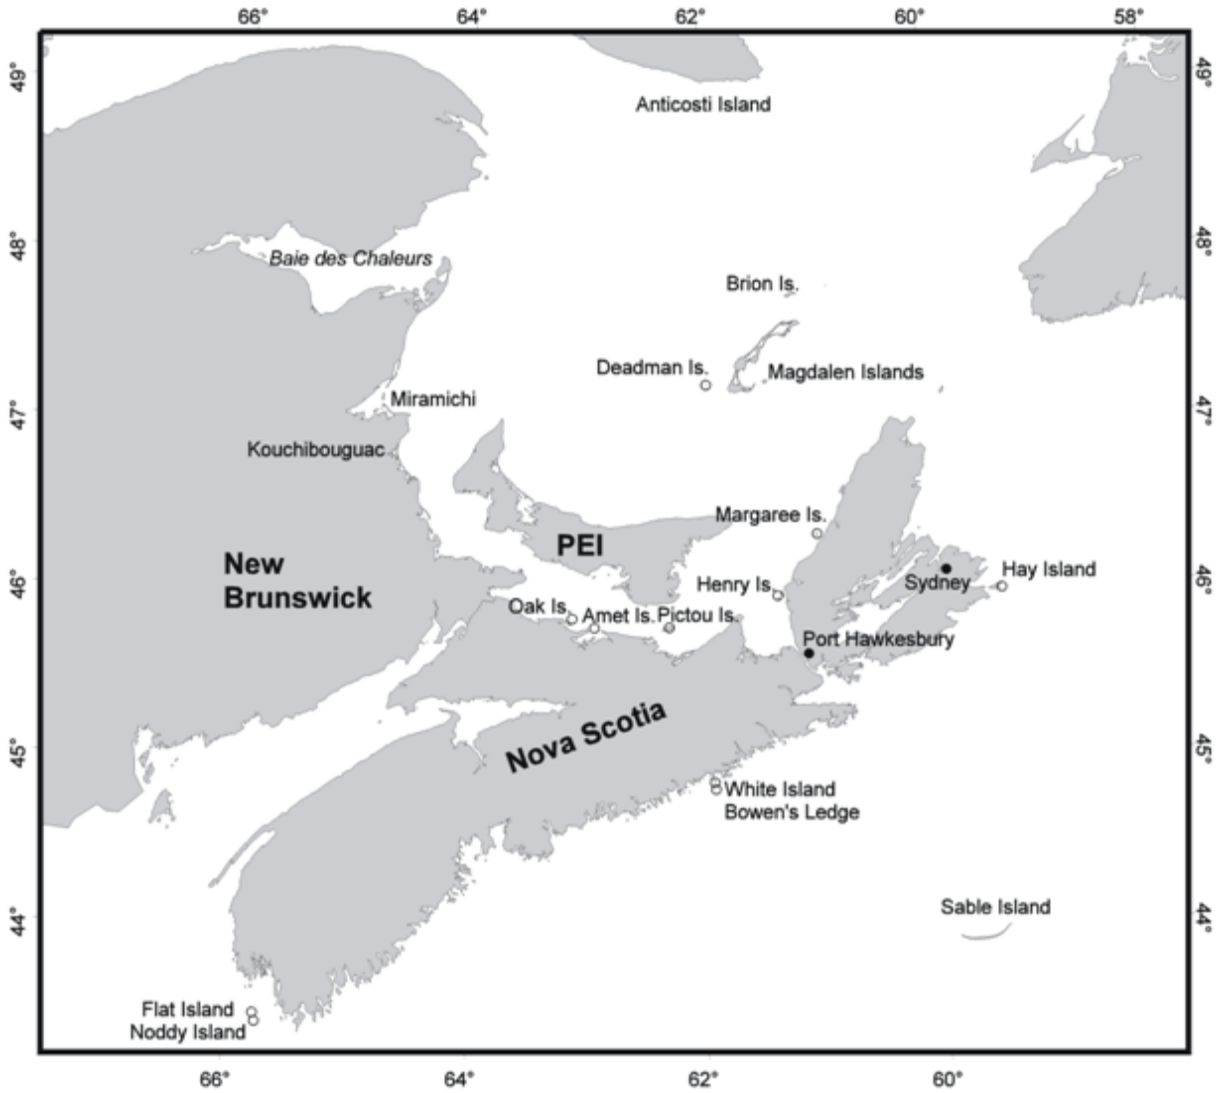 66° 64° 62° 60° 58°
49° 49°
Anticosti Island
48° 48°
Baie des Chaleurs
Brion Is.
Deadman Is.
Magdalen Islands
Miramichi
47° 47°
Kouchibouguac
Margaree Is.
PEI
New
Brunswick
46° 46°
Hay Island
Sydney
Henry Is.
Oak Is. Amet Is. Pictou Is.
Port Hawkesbury
Nova Scotia
45° 45°
White Island
Bowen's Ledge
Sable Island
44° 44°
Flat Island
Noddy Island
66° 64° 62° 60°